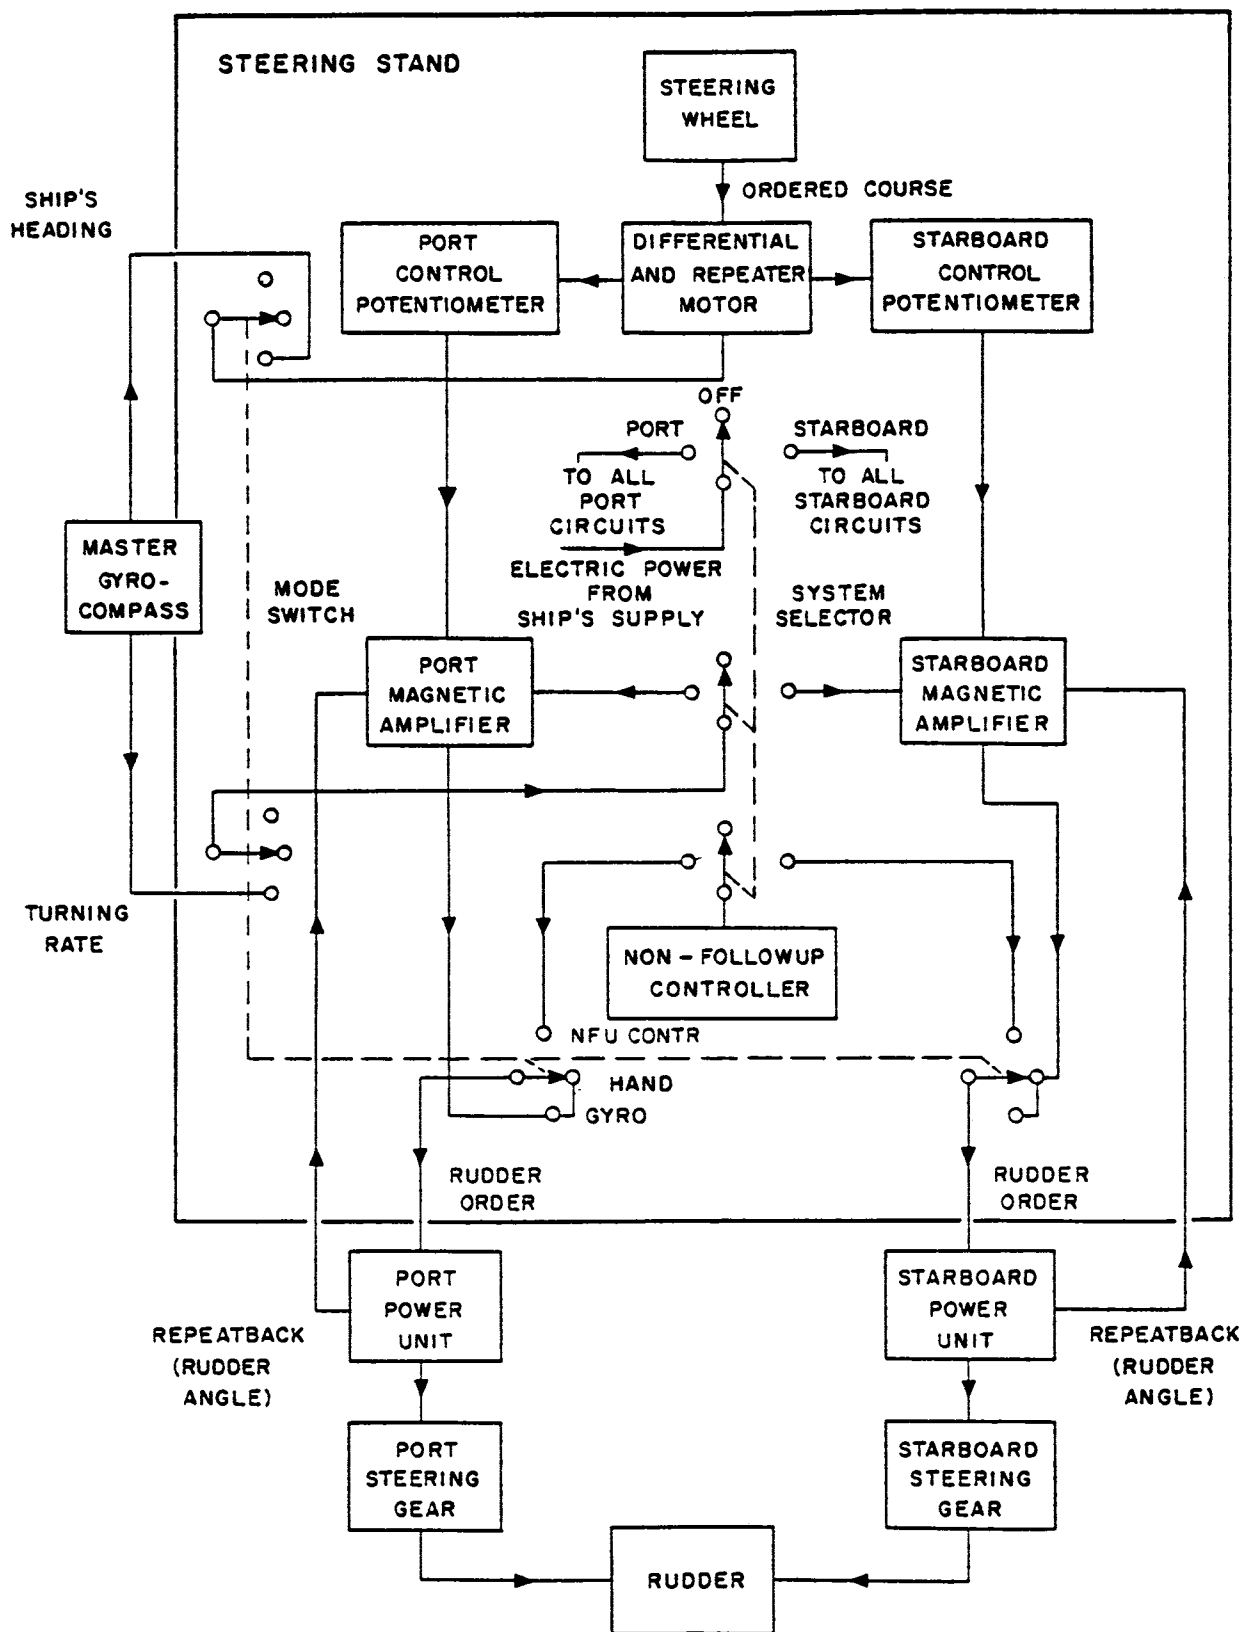 STEERING STAND
STEERING
WHEEL
ORDERED COURSE
SHIP'S
HEADING
PORT
CONTROL
POTENTIOMETER
DIFFERENTIAL
AND REPEATER
MOTOR
STARBOARD
CONTROL
POTENTIOMETER
OFF
PORT
STARBOARD
TO ALL
PORT
CIRCUITS
TO ALL
STARBOARD
CIRCUITS
ELECTRIC POWER
FROM
SHIP'S SUPPLY
SYSTEM
SELECTOR
MASTER
GYRO-
COMPASS
MODE
SWITCH
PORT
MAGNETIC
AMPLIFIER
STARBOARD
MAGNETIC
AMPLIFIER
TURNING
RATE
NON-FOLLOWUP
CONTROLLER
NFU CONTR
HAND
GYRO
RUDDER
ORDER
RUDDER
ORDER
PORT
POWER
UNIT
STARBOARD
POWER
UNIT
REPEATBACK
(RUDDER
ANGLE)
REPEATBACK
(RUDDER
ANGLE)
PORT
STEERING
GEAR
STARBOARD
STEERING
GEAR
RUDDER